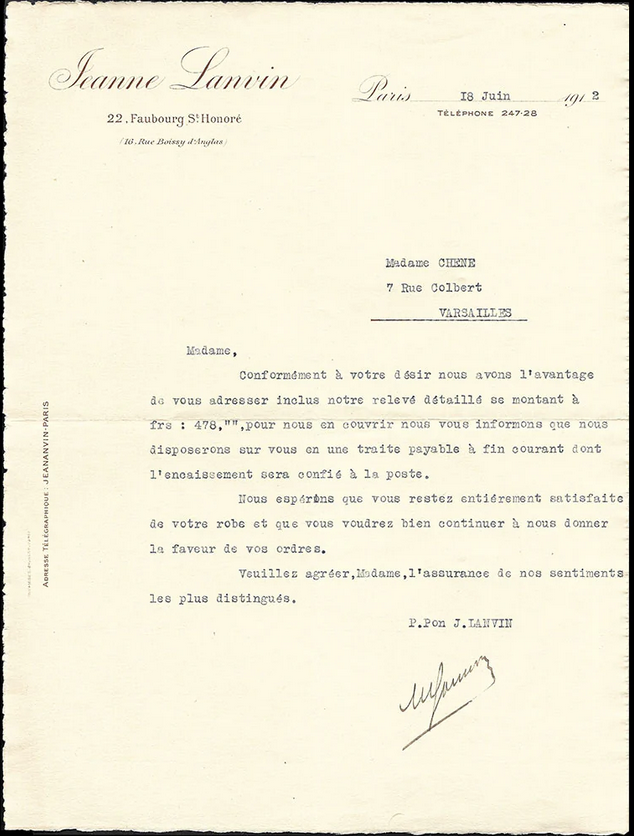 Jeanne Lanvin
22, Faubourg St Honoré
(16, Rue Boissy d'Anglas)
Paris 18 Juin 1912
TÉLÉPHONE 247-28
Madame CHENE
7 Rue Colbert
VARSAILLES
Madame,
Conformément à votre désir nous avons l'avantage
de vous adresser inclus notre relevé détaillé se montant à
frs : 478,"",pour nous en couvrir nous vous informons que nous
disposerons sur vous en une traite payable à fin courant dont
l'encaissement sera confié à la poste.
Nous espérons que vous restez entiérement satisfaite
de votre robe et que vous voudrez bien continuer à nous donner
la faveur de vos ordres.
Veuillez agréer,Madame,l'assurance de nos sentiments
les plus distingués.
P.Pon J.LANVIN
ADRESSE TÉLÉGRAPHIQUE: JEANANVIN-PARIS